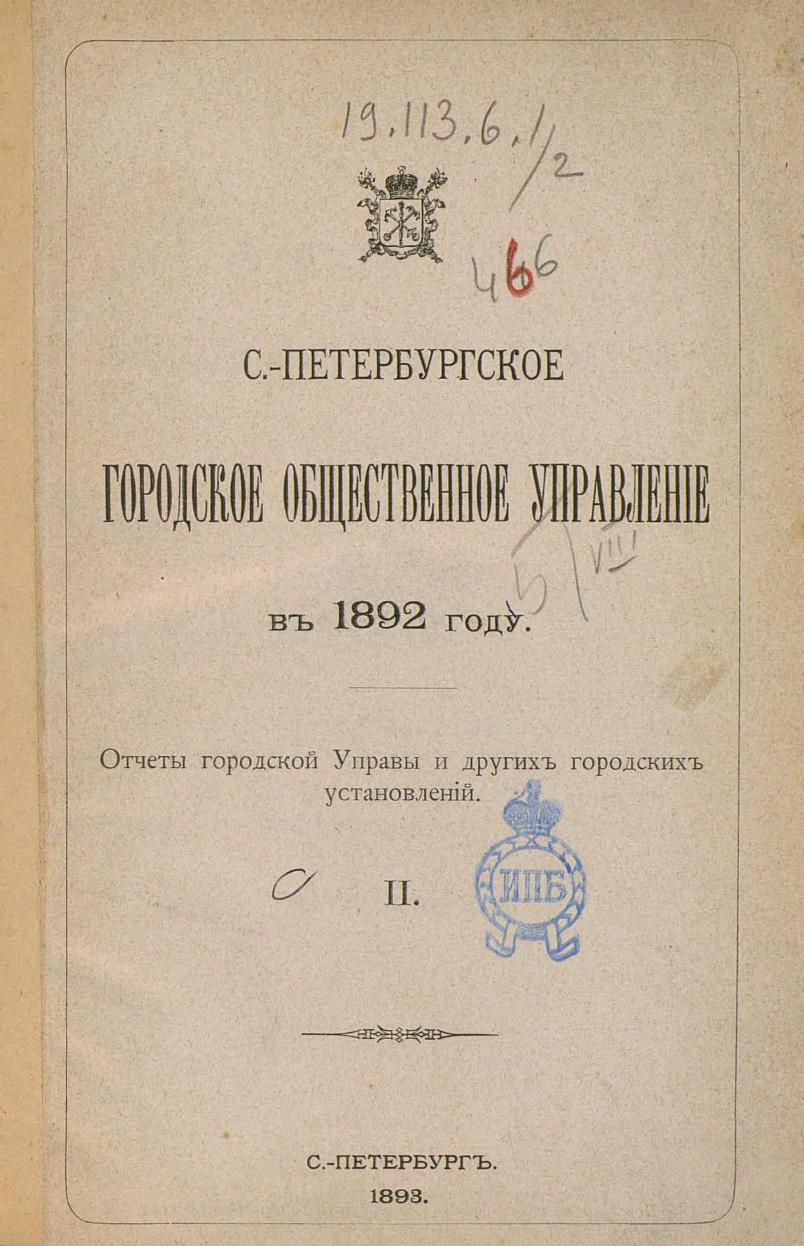 19.113.6.1/2
466
С.-ПЕТЕРБУРГСКОЕ
ГОРОДСКОЕ ОБЩЕСТВЕННОЕ УПРАВЛЕНІЕ
VIII
въ 1892 году.
Отчеты городской Управы и другихъ городскихъ
установленій.
II.
ИПБ
С.-ПЕТЕРБУРГЪ.
1893.